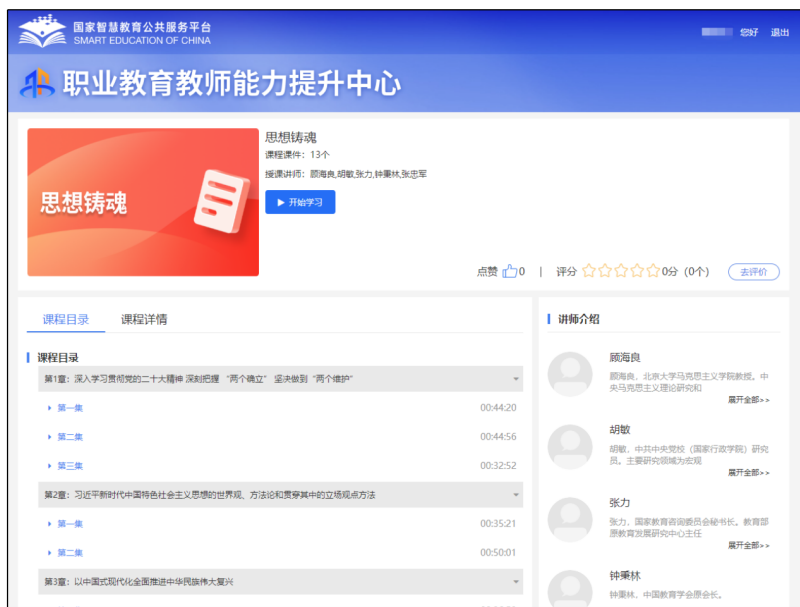 国家智慧教育公共服务平台
SMART EDUCATION OF CHINA
您好 退出
职业教育教师能力提升中心
思想铸魂
思想铸魂
课程课件：13个
授课讲师：顾海良,胡敏,张力,钟秉林,张忠军
开始学习
点赞 0 | 评分 0分 (0个) 去评价
课程目录 课程详情
课程目录
第1章：深入学习贯彻党的二十大精神 深刻把握 “两个确立” 坚决做到“两个维护”
第一集 00:44:20
第二集 00:44:56
第三集 00:32:52
第2章：习近平新时代中国特色社会主义思想的世界观、方法论和贯穿其中的立场观点方法
第一集 00:35:21
第二集 00:50:01
第3章：以中国式现代化全面推进中华民族伟大复兴
讲师介绍
顾海良
顾海良，北京大学马克思主义学院教授。中
央马克思主义理论研究和
展开全部>>
胡敏
胡敏，中共中央党校（国家行政学院）研究
员。主要研究领域为宏观
展开全部>>
张力
张力，国家教育咨询委员会秘书长。教育部
原教育发展研究中心主任
展开全部>>
钟秉林
钟秉林，中国教育学会原会长。